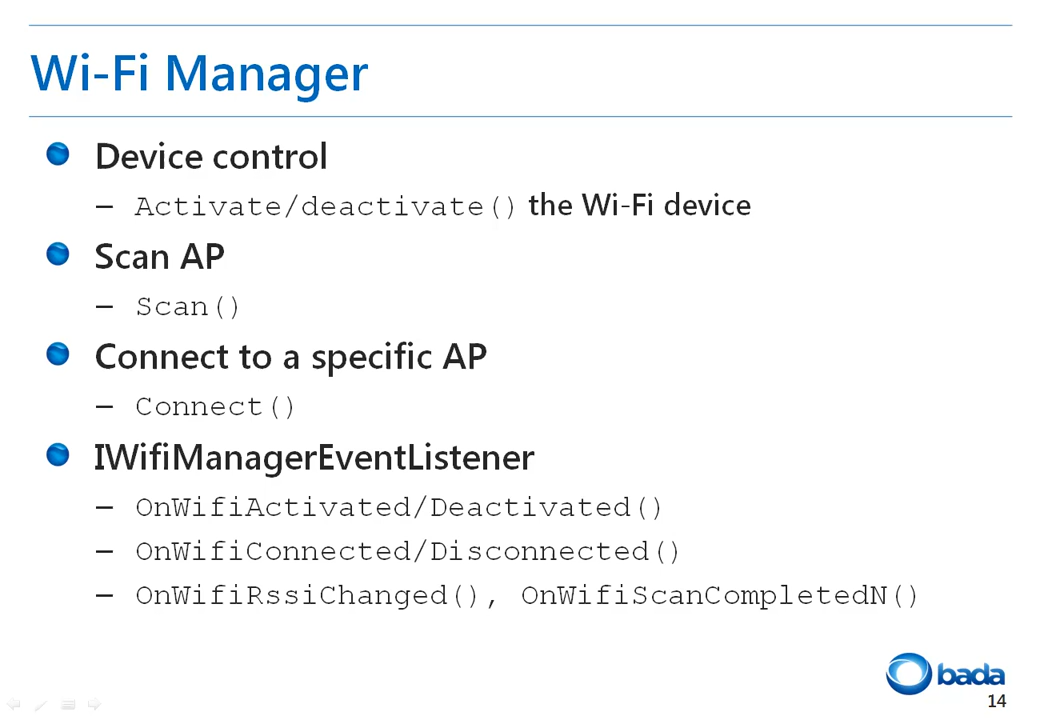 Wi-Fi Manager
Device control
– Activate/deactivate() the Wi-Fi device
Scan AP
– Scan()
Connect to a specific AP
– Connect()
IWifiManagerEventListener
– OnWifiActivated/Deactivated()
– OnWifiConnected/Disconnected()
– OnWifiRssiChanged(), OnWifiScanCompletedN()
bada
14